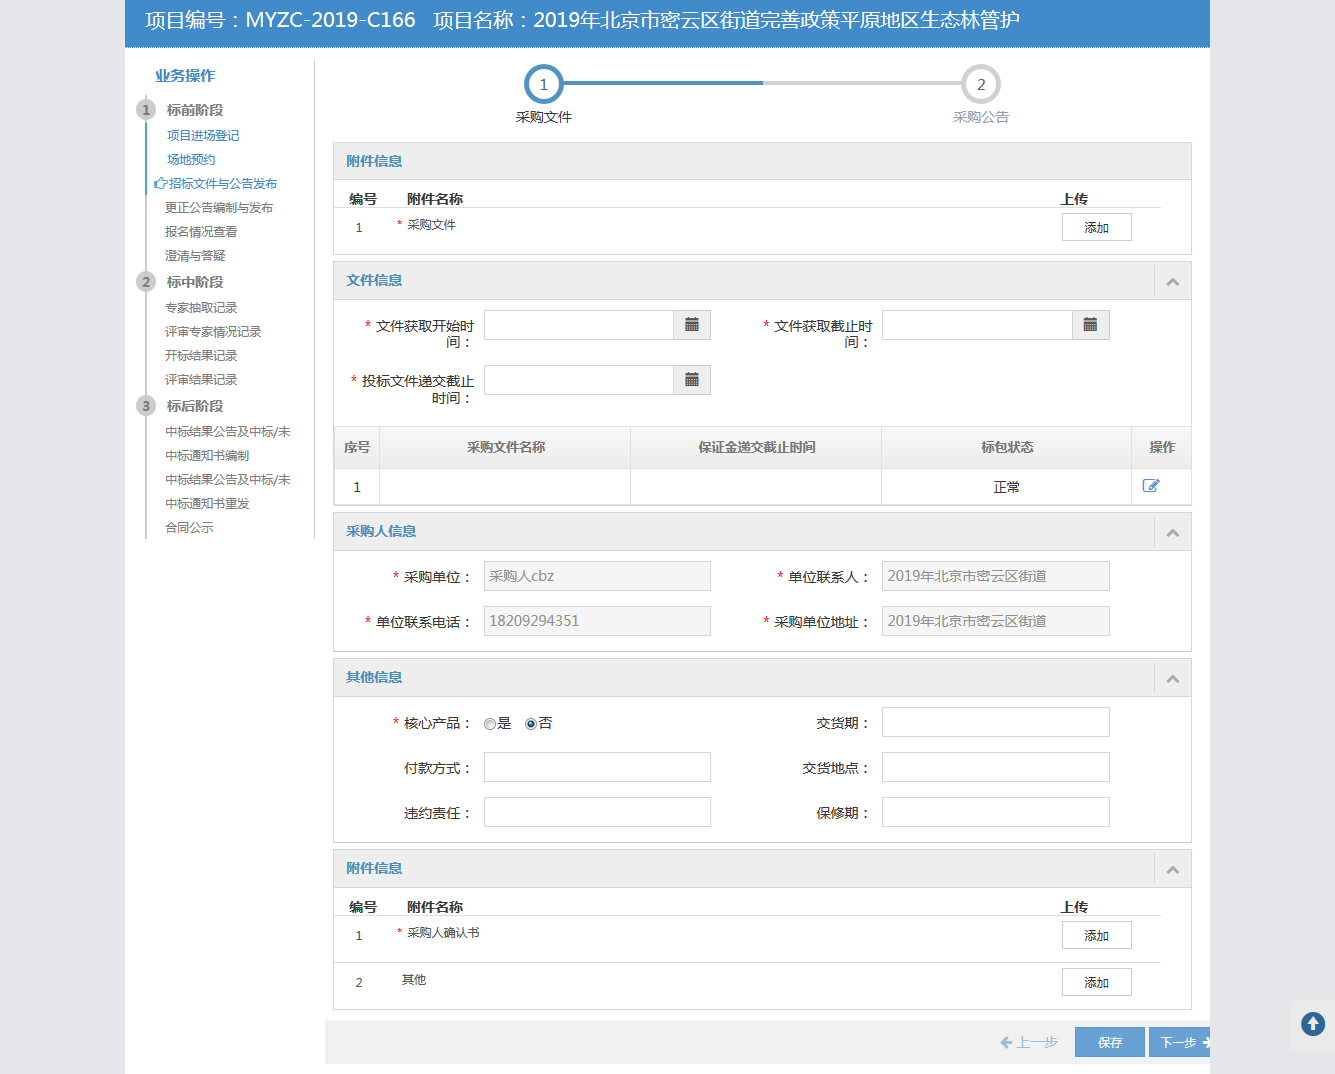 项目编号：MYZC-2019-C166 项目名称：2019年北京市密云区街道完善政策平原地区生态林管护
业务操作
1 标前阶段
项目进场登记
场地预约
招标文件与公告发布
更正公告编制与发布
报名情况查看
澄清与答疑
2 标中阶段
专家抽取记录
评审专家情况记录
开标结果记录
评审结果记录
3 标后阶段
中标结果公告及中标/未
中标通知书编制
中标结果公告及中标/未
中标通知书重发
合同公示
1 2
采购文件 采购公告
附件信息
编号 附件名称 上传
1 * 采购文件 添加
文件信息
* 文件获取开始时间： * 文件获取截止时间：
* 投标文件递交截止时间：
序号 采购文件名称 保证金递交截止时间 标包状态 操作
1 正常
采购人信息
* 采购单位： 采购人cbz * 单位联系人： 2019年北京市密云区街道
* 单位联系电话： 18209294351 * 采购单位地址： 2019年北京市密云区街道
其他信息
* 核心产品： 是 否 交货期：
付款方式： 交货地点：
违约责任： 保修期：
附件信息
编号 附件名称 上传
1 * 采购人确认书 添加
2 其他 添加
上一步 保存 下一步